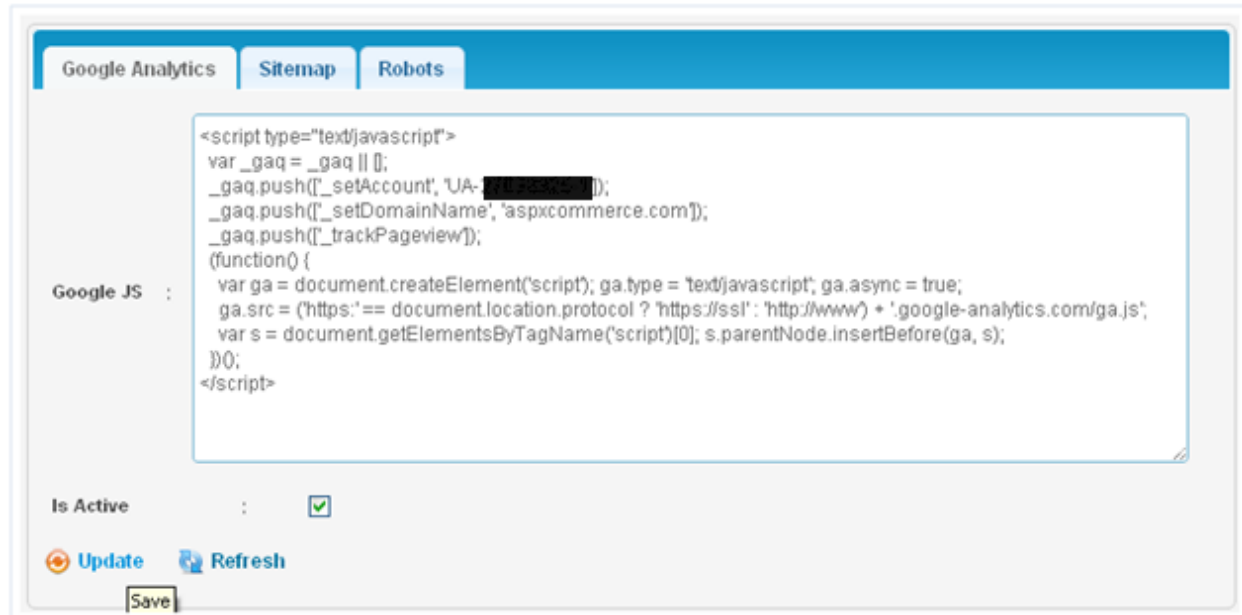 Google Analytics Sitemap Robots
Google JS :
<script type="text/javascript">
var _gaq = _gaq || [];
_gaq.push(['_setAccount', 'UA-']);
_gaq.push(['_setDomainName', 'aspxcommerce.com']);
_gaq.push(['_trackPageview']);
(function() {
var ga = document.createElement('script'); ga.type = 'text/javascript'; ga.async = true;
ga.src = ('https:' == document.location.protocol ? 'https://ssl' : 'http://www') + '.google-analytics.com/ga.js';
var s = document.getElementsByTagName('script')[0]; s.parentNode.insertBefore(ga, s);
})();
</script>
Is Active :
Update Refresh
Save